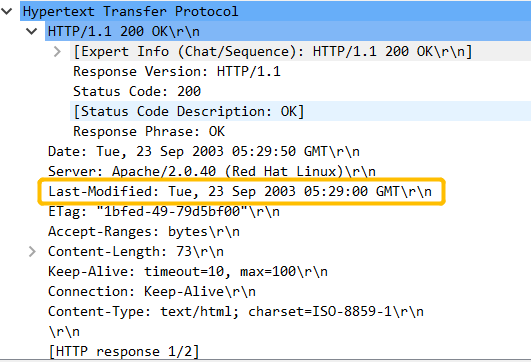 Hypertext Transfer Protocol
HTTP/1.1 200 OK\r\n
[Expert Info (Chat/Sequence): HTTP/1.1 200 OK\r\n]
Response Version: HTTP/1.1
Status Code: 200
[Status Code Description: OK]
Response Phrase: OK
Date: Tue, 23 Sep 2003 05:29:50 GMT\r\n
Server: Apache/2.0.40 (Red Hat Linux)\r\n
Last-Modified: Tue, 23 Sep 2003 05:29:00 GMT\r\n
ETag: "1bfed-49-79d5bf00"\r\n
Accept-Ranges: bytes\r\n
Content-Length: 73\r\n
Keep-Alive: timeout=10, max=100\r\n
Connection: Keep-Alive\r\n
Content-Type: text/html; charset=ISO-8859-1\r\n
\r\n
[HTTP response 1/2]